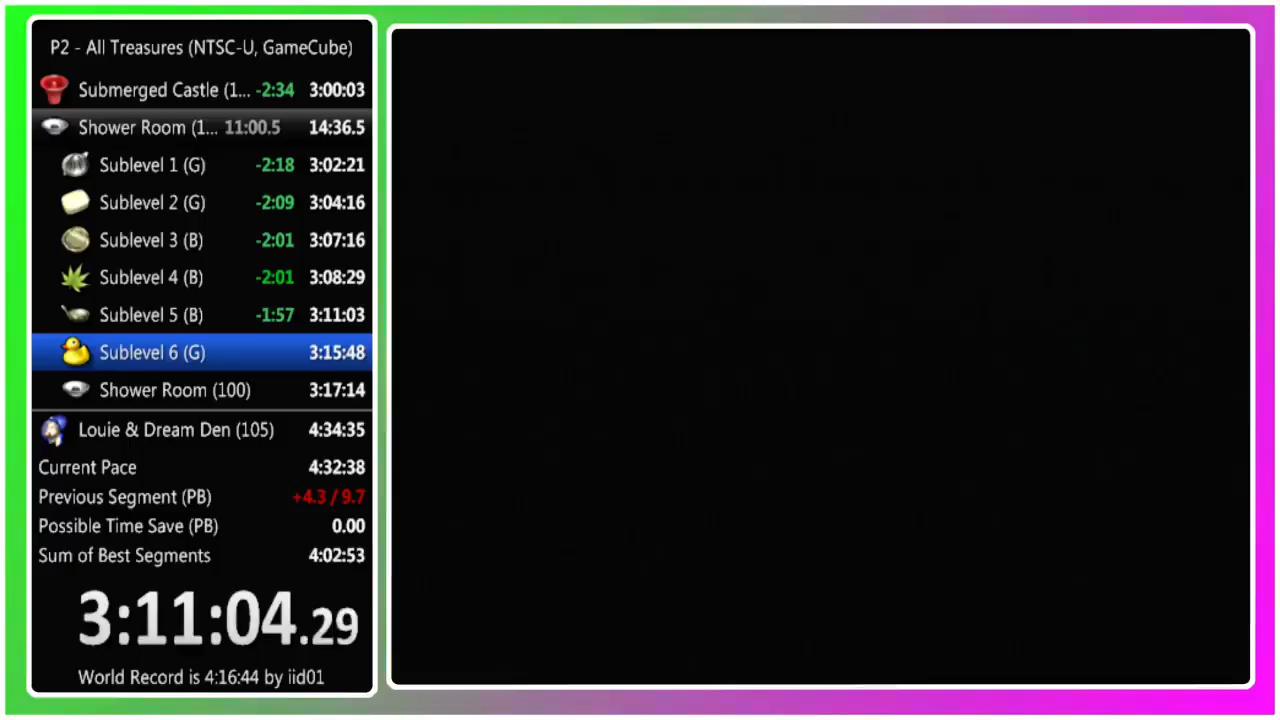 P2 - All Treasures (NTSC-U, GameCube)
Submerged Castle (1... -2:34 3:00:03
Shower Room (1... 11:00.5 14:36.5
Sublevel 1 (G) -2:18 3:02:21
Sublevel 2 (G) -2:09 3:04:16
Sublevel 3 (B) -2:01 3:07:16
Sublevel 4 (B) -2:01 3:08:29
Sublevel 5 (B) -1:57 3:11:03
Sublevel 6 (G) 3:15:48
Shower Room (100) 3:17:14
Louie & Dream Den (105) 4:34:35
Current Pace 4:32:38
Previous Segment (PB) +4.3 / 9.7
Possible Time Save (PB) 0.00
Sum of Best Segments 4:02:53
3:11:04.29
World Record is 4:16:44 by iid01